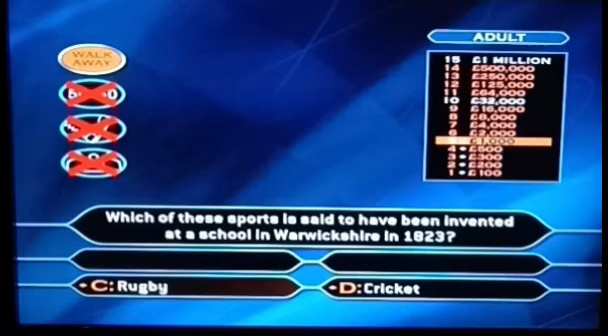 WALK
AWAY
ADULT
15 £1 MILLION
14 £500,000
13 £250,000
12 £125,000
11 £64,000
10 £32,000
9 £16,000
8 £8,000
7 £4,000
6 £2,000
£1,000
4 £500
3 £300
2 £200
1 £100
Which of these sports is said to have been invented
at a school in Warwickshire in 1823?
C: Rugby
D: Cricket